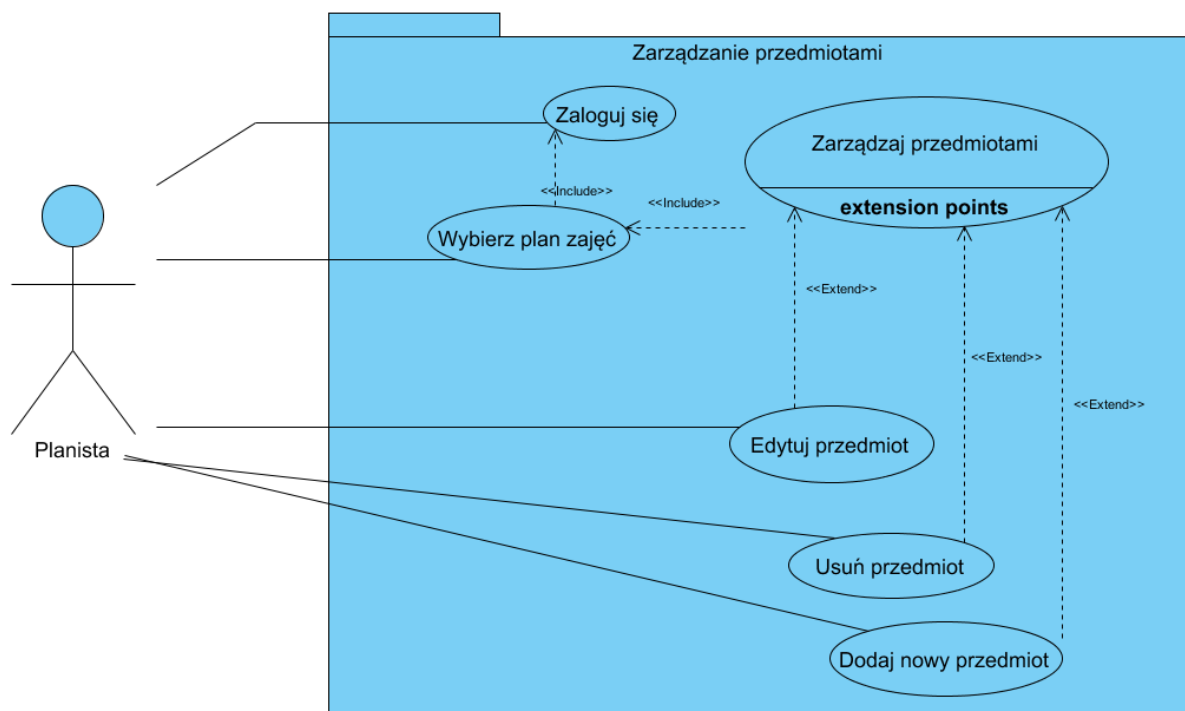 Zarządzanie przedmiotami
Zaloguj się
Zarządzaj przedmiotami
<<Include>>
<<Include>>
extension points
Wybierz plan zajęć
<<Extend>>
<<Extend>>
<<Extend>>
Edytuj przedmiot
Planista
Usuń przedmiot
Dodaj nowy przedmiot